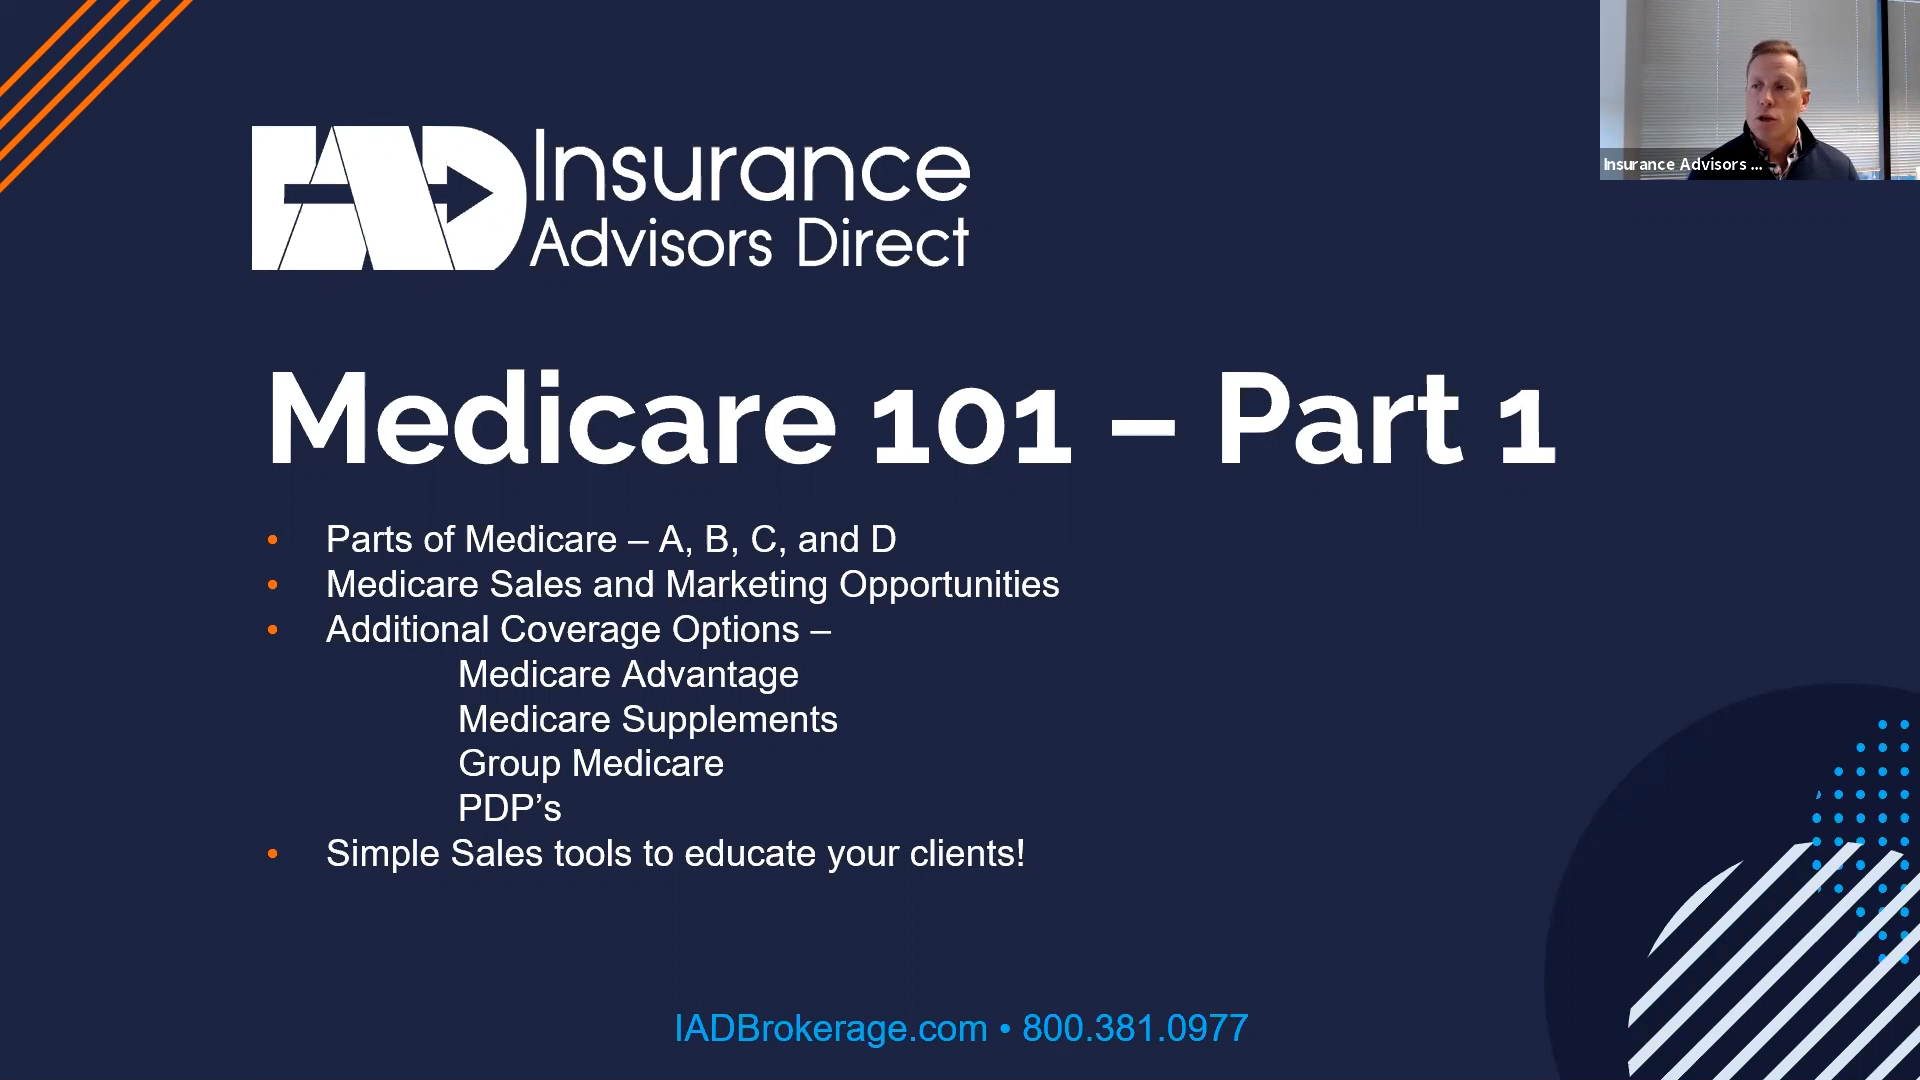 IAD Insurance
Advisors Direct
Insurance Advisors ...
Medicare 101 – Part 1
• Parts of Medicare – A, B, C, and D
• Medicare Sales and Marketing Opportunities
• Additional Coverage Options –
Medicare Advantage
Medicare Supplements
Group Medicare
PDP’s
• Simple Sales tools to educate your clients!
IADBrokerage.com • 800.381.0977